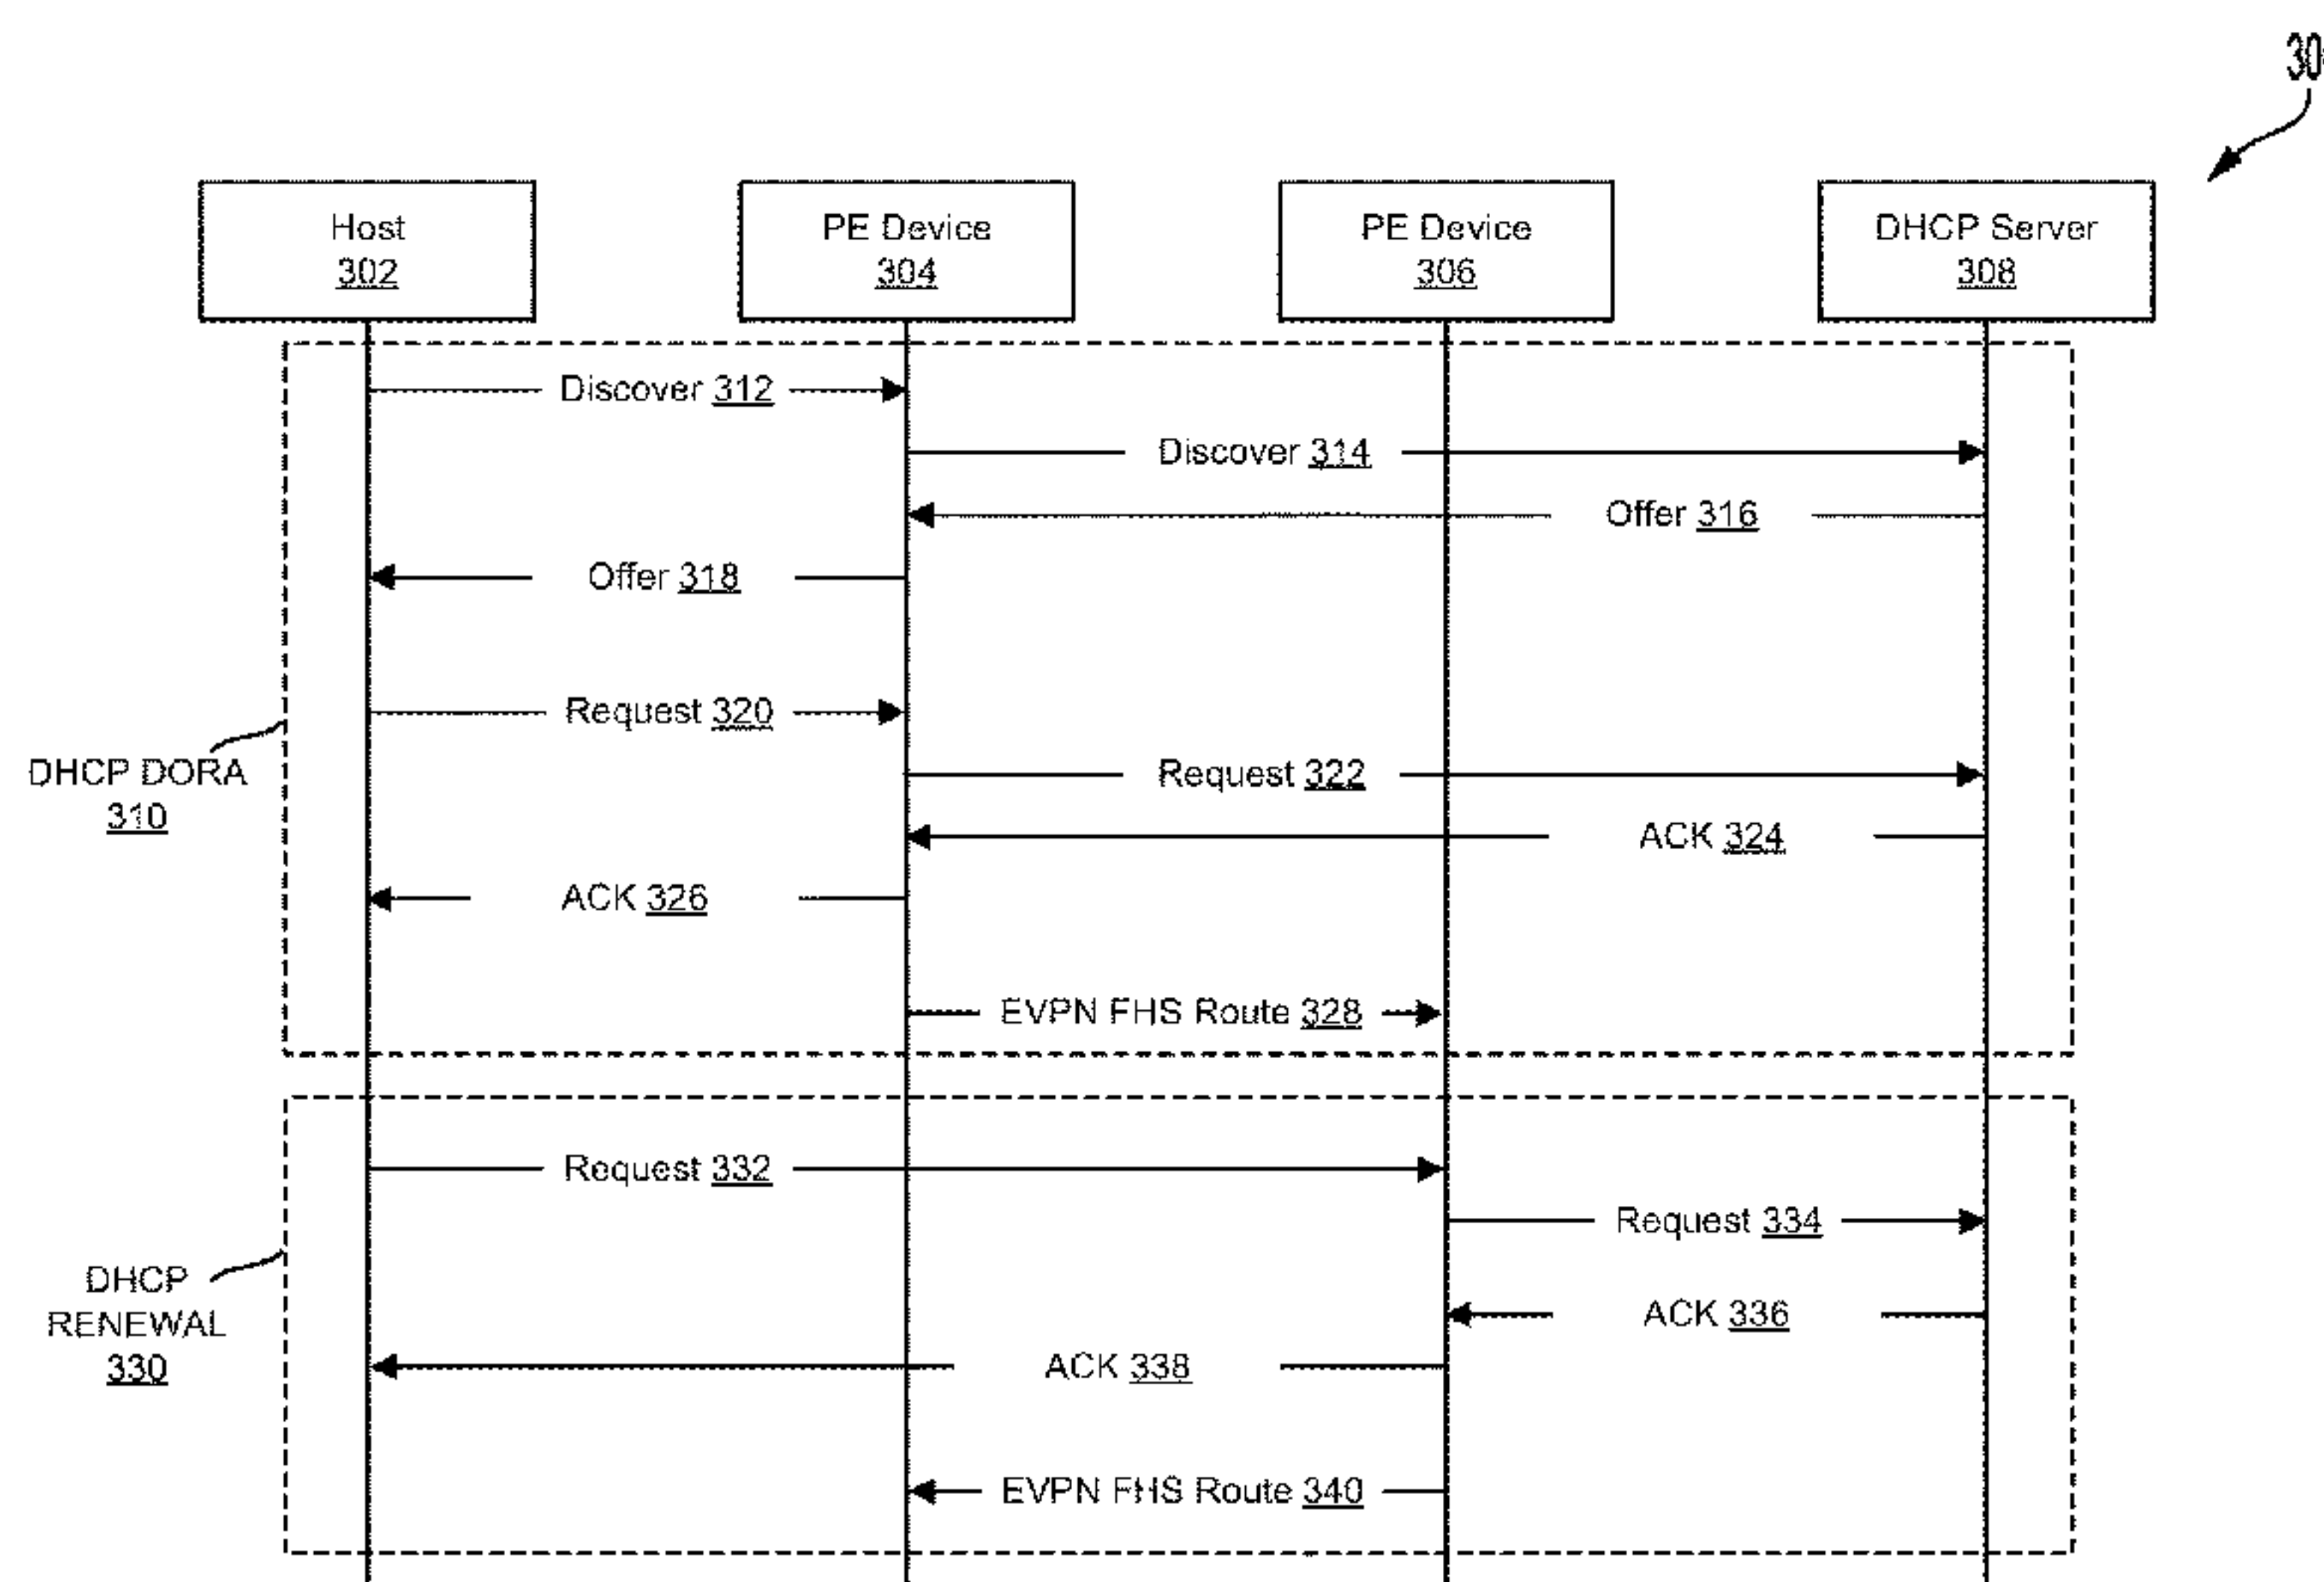 30
Host
302
PE Device
304
PE Device
306
DHCP Server
308
Discover 312
Discover 314
Offer 316
Offer 318
Request 320
Request 322
DHCP DORA
310
ACK 324
ACK 326
EVPN FHS Route 328
Request 332
Request 334
DHCP
RENEWAL
330
ACK 336
ACK 338
EVPN FHS Route 340